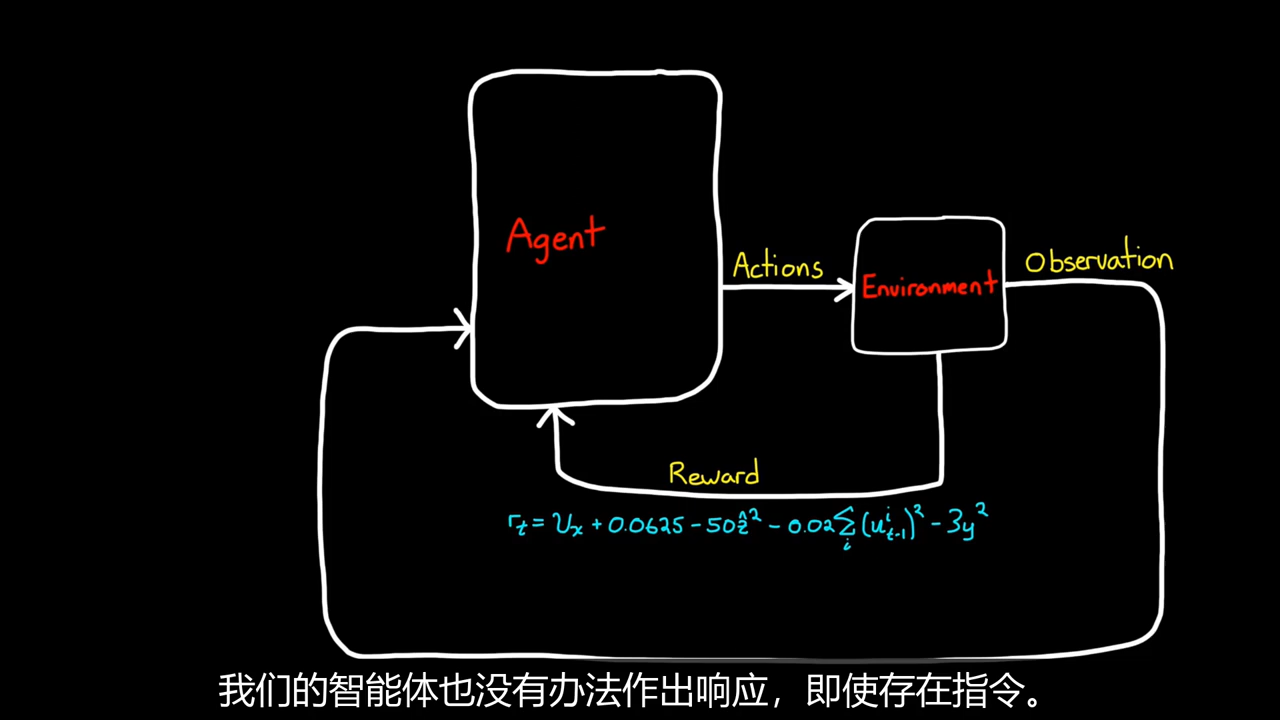 Agent
Actions
Environment
Observation
Reward
r_t = U_x + 0.0625 - 50ẑ² - 0.02∑_i (u^i_{t-1})² - 3y²
我们的智能体也没有办法作出响应，即使存在指令。